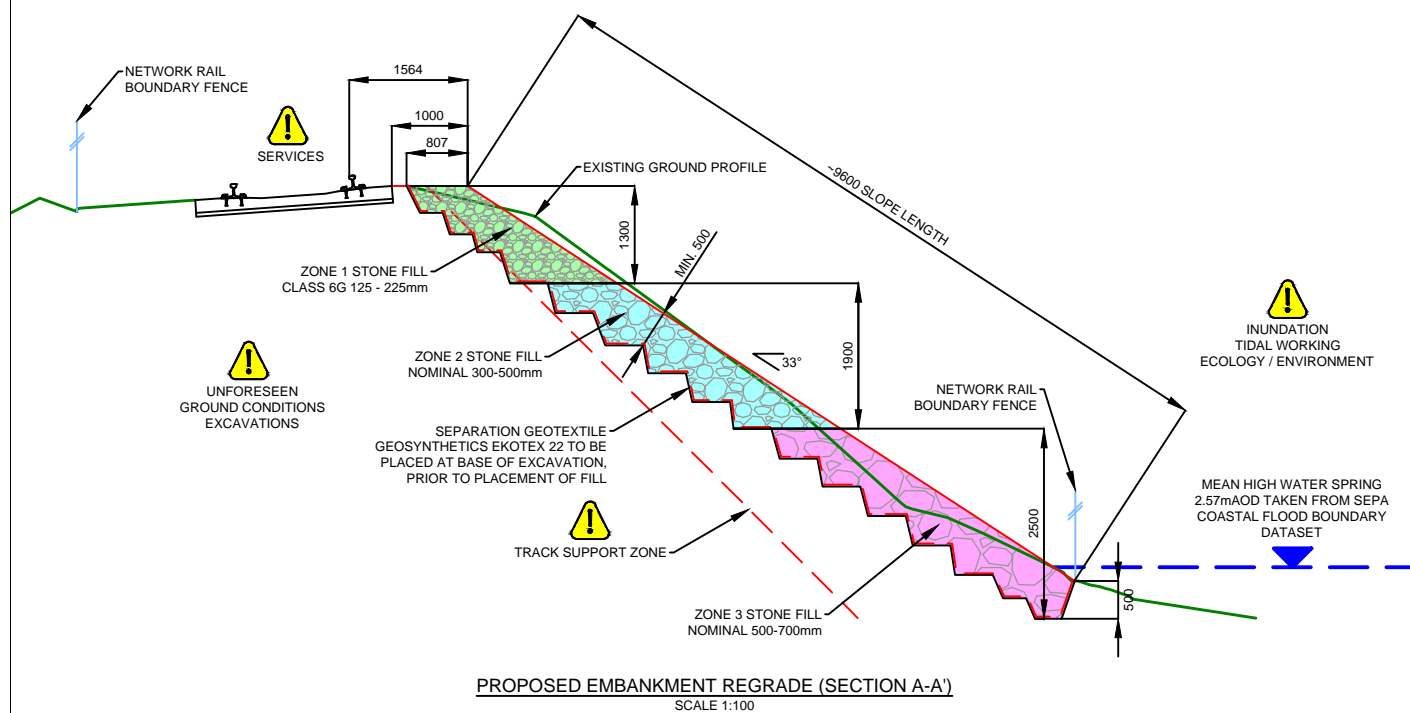 NETWORK RAIL
BOUNDARY FENCE
1564
1000
807
SERVICES
EXISTING GROUND PROFILE
~9600 SLOPE LENGTH
1300
MIN. 500
ZONE 1 STONE FILL
CLASS 6G 125 - 225mm
1900
33°
ZONE 2 STONE FILL
NOMINAL 300-500mm
UNFORESEEN
GROUND CONDITIONS
EXCAVATIONS
INUNDATION
TIDAL WORKING
ECOLOGY / ENVIRONMENT
NETWORK RAIL
BOUNDARY FENCE
SEPARATION GEOTEXTILE
GEOSYNTHETICS EKOTEX 22 TO BE
PLACED AT BASE OF EXCAVATION,
PRIOR TO PLACEMENT OF FILL
MEAN HIGH WATER SPRING
2.57mAOD TAKEN FROM SEPA
COASTAL FLOOD BOUNDARY
DATASET
2500
TRACK SUPPORT ZONE
500
ZONE 3 STONE FILL
NOMINAL 500-700mm
PROPOSED EMBANKMENT REGRADE (SECTION A-A')
SCALE 1:100